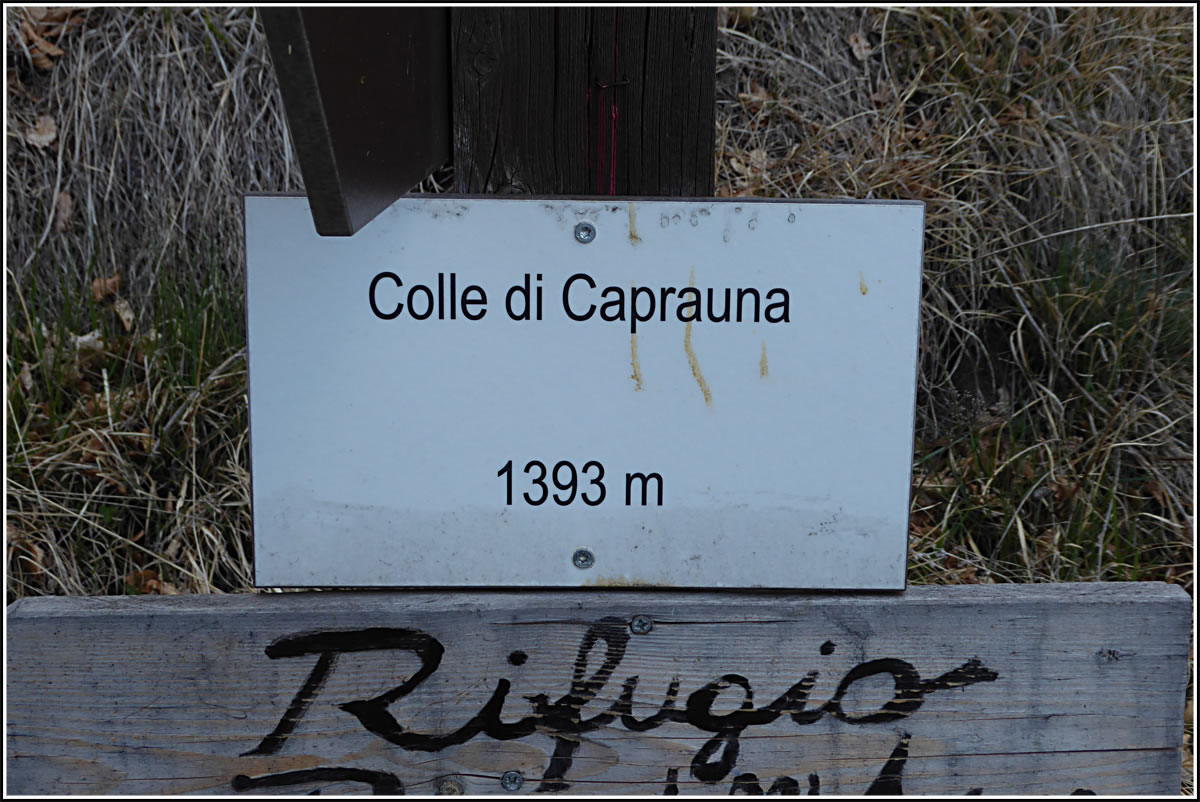 Colle di Caprauna
1393 m
Rifugio